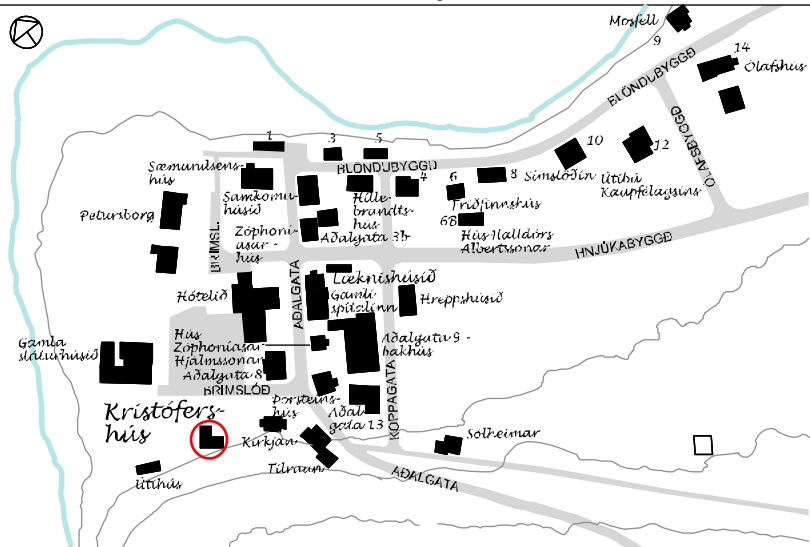 Mosfell
9
14
Ólafshús
BLÖNDUBYGGÐ
1
3
5
10
12
ÓLAFSBYGGÐ
BLÖNDUBYGGÐ
Sæmundsens-
hús
Samkomu-
húsið
Hille-
brandts-
hús
4
6
8
Símstöðin
Útibú
Kaupfélagsins
Pétursborg
Friðfinnshús
6B
Zóphoní-
asar-
hús
Aðalgata 3b
Hús Halldórs
Albertssonar
BRIMSL.
HNJÚKABYGGÐ
AÐALGATA
Læknishúsið
Hótelið
Gamli
spítalinn
Hreppshúsið
Gamla
sláturhúsið
Hús
Zophoníasar
Hjálmssonar
Aðalgata 8
Aðalgata 9 -
bakhús
BRIMSLÓÐ
KOPPAGATA
Kristófers-
hús
Þorsteins-
hús
Aðal-
gata 13
Kirkjan
Sólheimar
Tilraun
Útihús
AÐALGATA